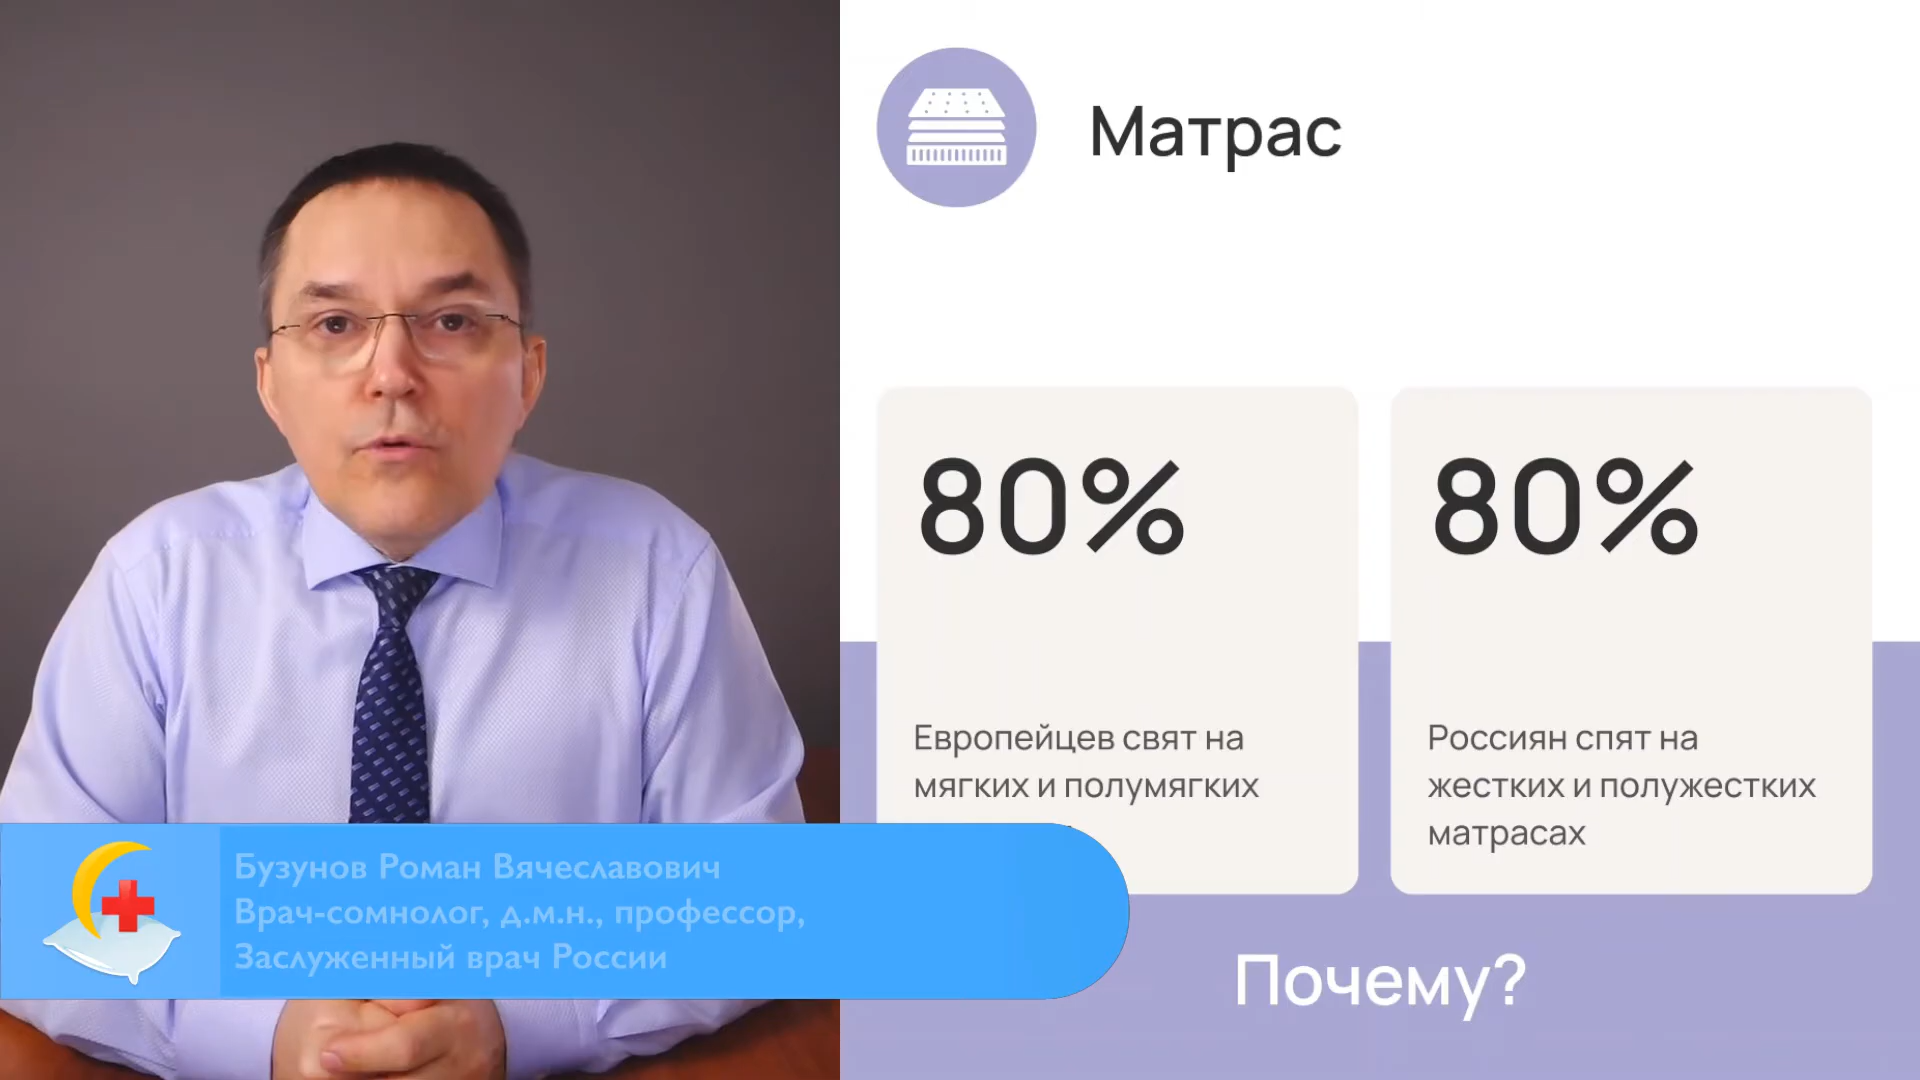 Матрас
80%
Европейцев свят на
мягких и полумягких
80%
Россиян спят на
жестких и полужестких
матрасах
Бузунов Роман Вячеславович
Врач-сомнолог, д.м.н., профессор,
Заслуженный врач России
Почему?